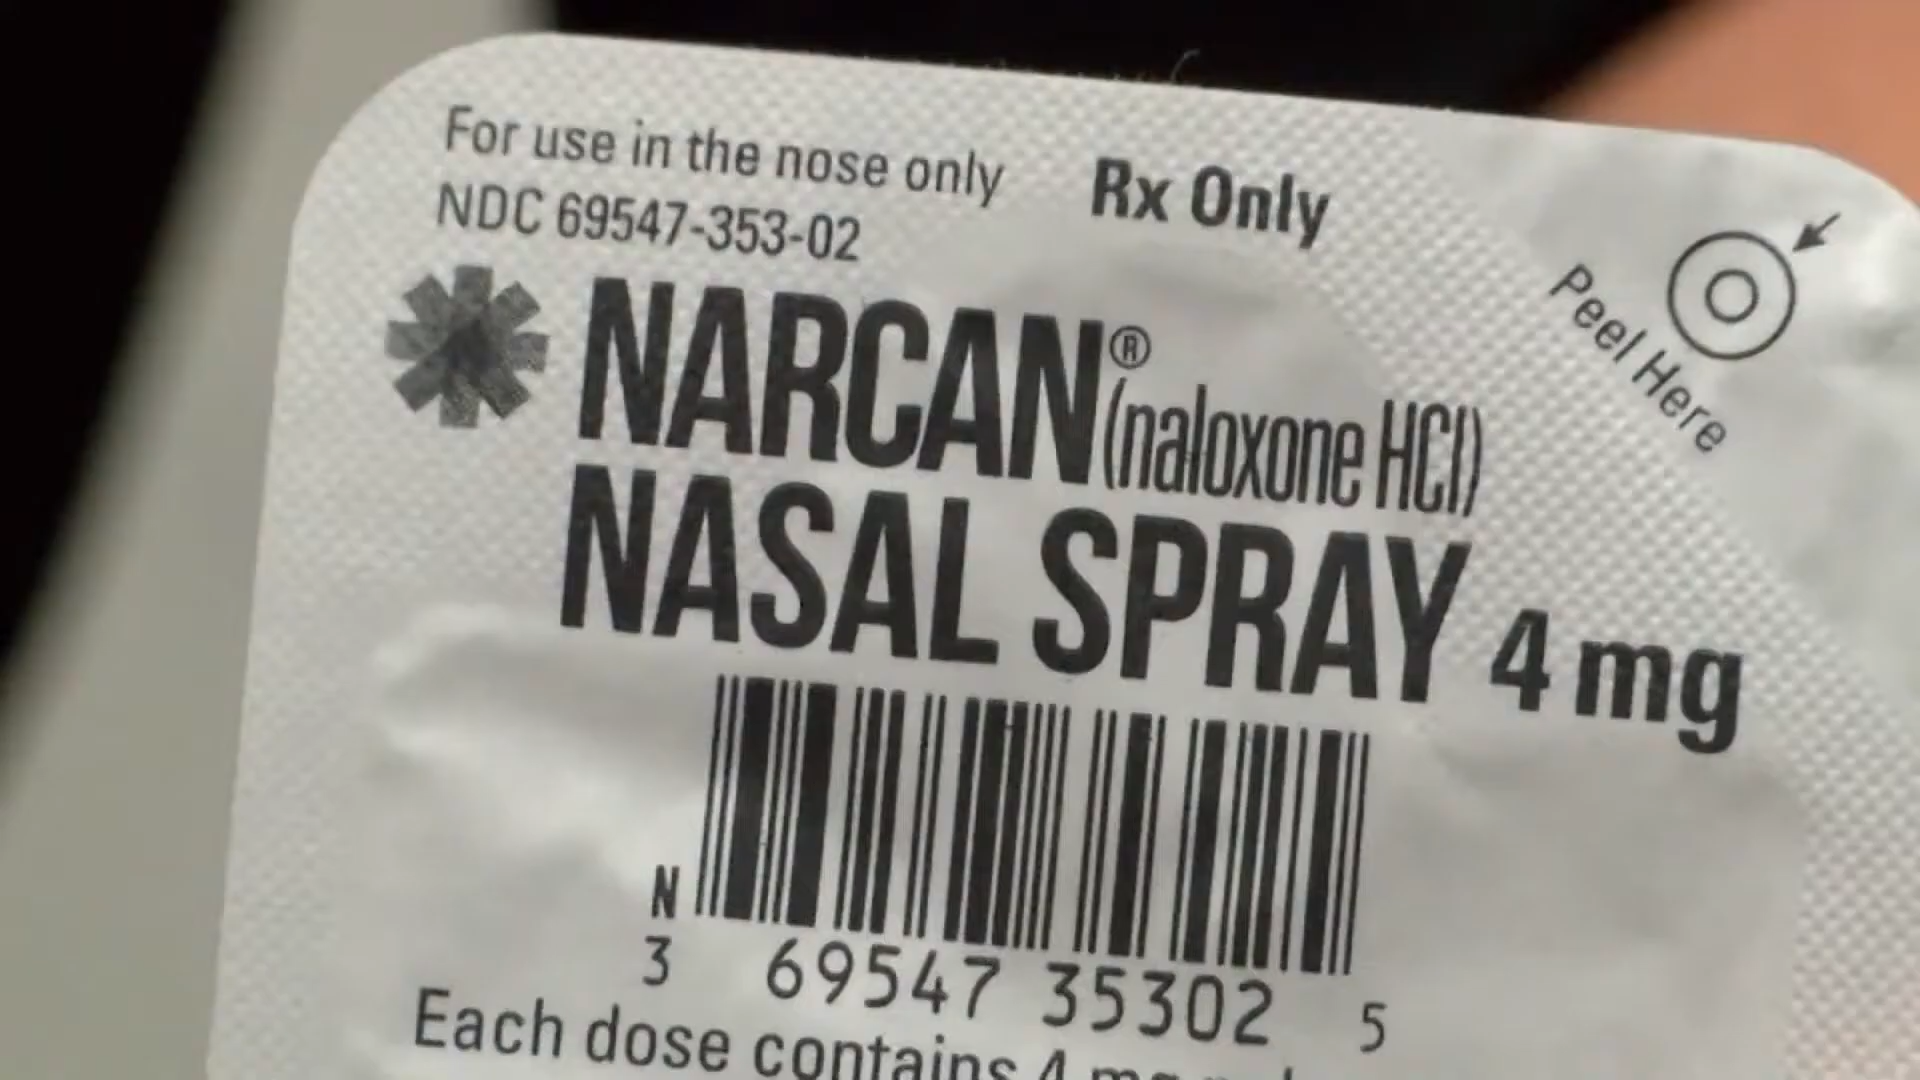 For use in the nose only Rx Only
NDC 69547-353-02
Peel Here
NARCAN® (naloxone HCl)
NASAL SPRAY 4 mg
N
3 69547 35302 5
Each dose contains 4 mg